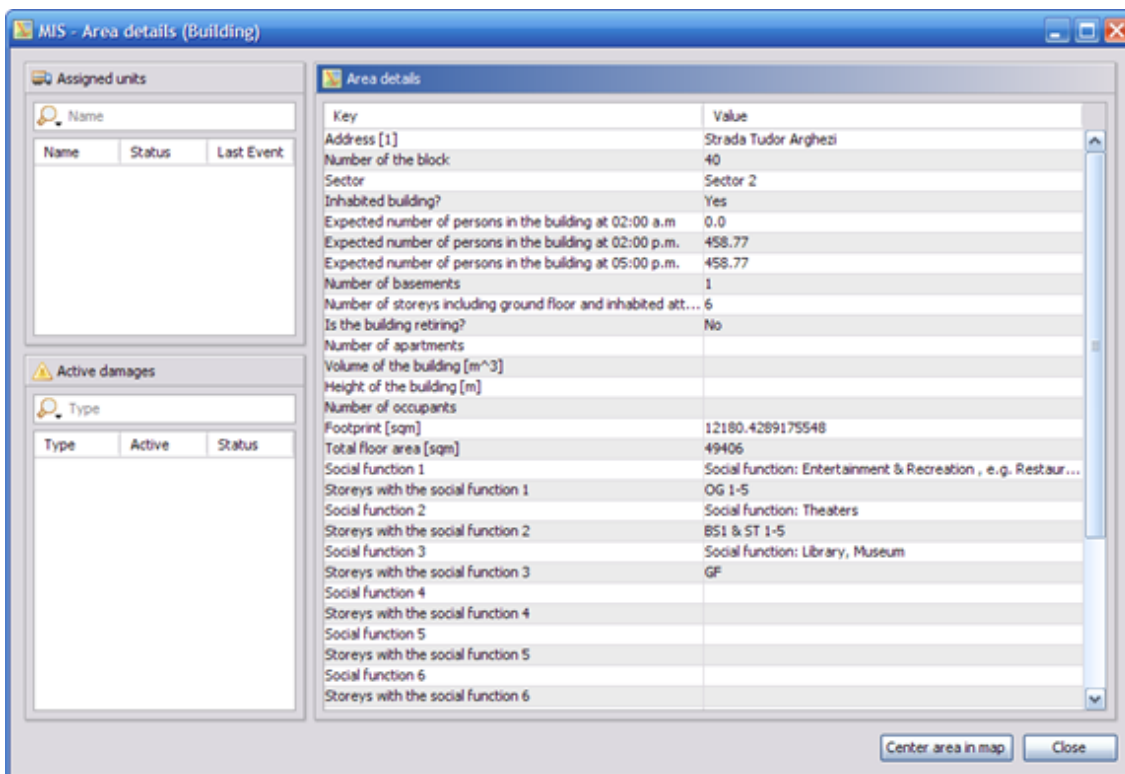 MIS - Area details (Building)
Assigned units
Name
Name Status Last Event
Active damages
Type
Type Active Status
Area details
Key Value
Address [1] Strada Tudor Arghezi
Number of the block 40
Sector Sector 2
Inhabited building? Yes
Expected number of persons in the building at 02:00 a.m 0.0
Expected number of persons in the building at 02:00 p.m. 458.77
Expected number of persons in the building at 05:00 p.m. 458.77
Number of basements 1
Number of storeys including ground floor and inhabited att... 6
Is the building retiring? No
Number of apartments
Volume of the building [m^3]
Height of the building [m]
Number of occupants
Footprint [sqm] 12180.4289175548
Total floor area [sqm] 49406
Social function 1 Social function: Entertainment & Recreation , e.g. Restaur...
Storeys with the social function 1 OG 1-5
Social function 2 Social function: Theaters
Storeys with the social function 2 BS1 & ST 1-5
Social function 3 Social function: Library, Museum
Storeys with the social function 3 GF
Social function 4
Storeys with the social function 4
Social function 5
Storeys with the social function 5
Social function 6
Storeys with the social function 6
Center area in map Close